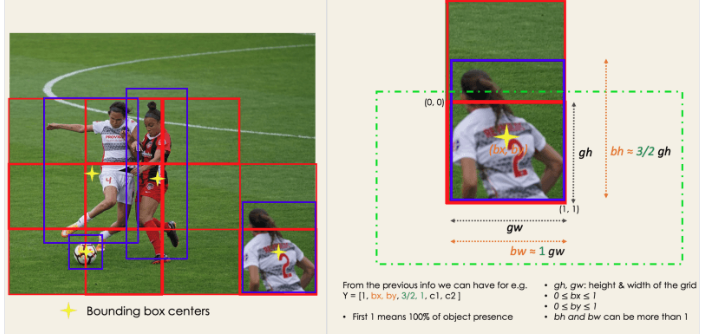 Bounding box centers
(0, 0)
(bx, by)
2
gh
bh ≈ 3/2 gh
(1, 1)
gw
bw ≈ 1 gw
From the previous info we can have for e.g.
Y = [1, bx, by, 3/2, 1, c1. c2 ]
• First 1 means 100% of object presence
• gh, gw: height & width of the grid
• 0 ≤ bx ≤ 1
• 0 ≤ by ≤ 1
• bh and bw can be more than 1